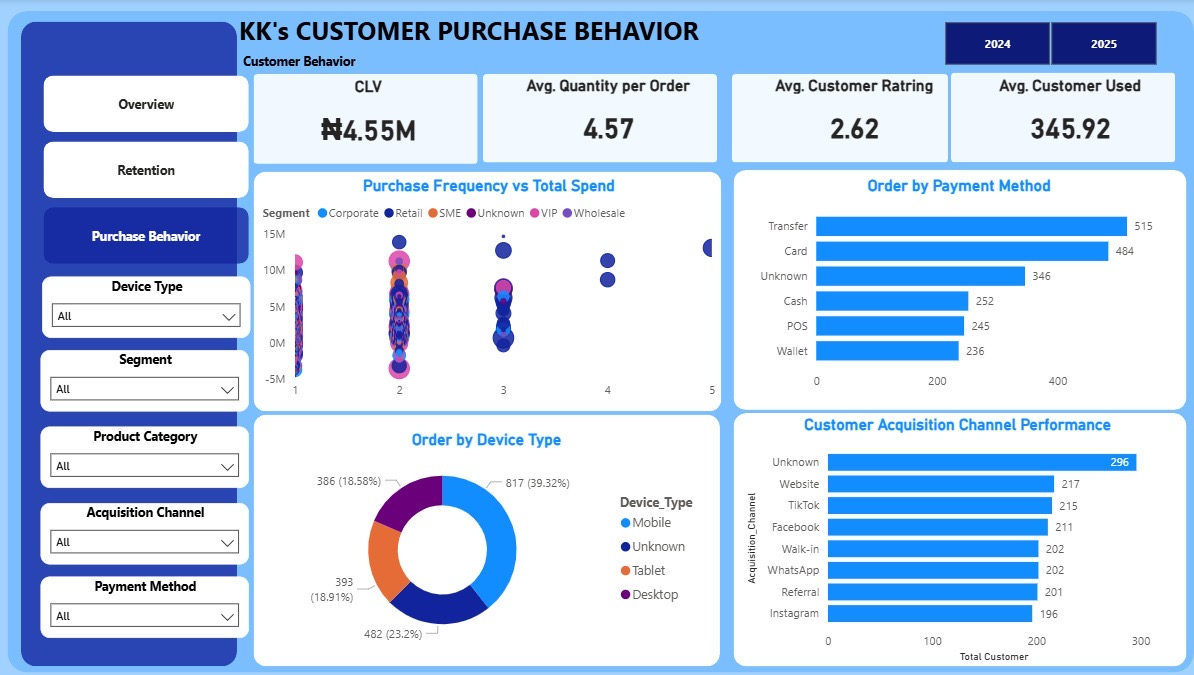 KK's CUSTOMER PURCHASE BEHAVIOR
Customer Behavior
2024
2025
Overview
Retention
Purchase Behavior
Device Type
All
Segment
All
Product Category
All
Acquisition Channel
All
Payment Method
All
CLV
₦4.55M
Avg. Quantity per Order
4.57
Avg. Customer Ratring
2.62
Avg. Customer Used
345.92
Purchase Frequency vs Total Spend
Segment Corporate Retail SME Unknown VIP Wholesale
15M
10M
5M
0M
-5M
1 2 3 4 5
Order by Payment Method
Transfer 515
Card 484
Unknown 346
Cash 252
POS 245
Wallet 236
0 200 400
Order by Device Type
386 (18.58%)
817 (39.32%)
393
(18.91%)
482 (23.2%)
Device_Type
Mobile
Unknown
Tablet
Desktop
Customer Acquisition Channel Performance
Acquisition_Channel
Unknown 296
Website 217
TikTok 215
Facebook 211
Walk-in 202
WhatsApp 202
Referral 201
Instagram 196
0 100 200 300
Total Customer